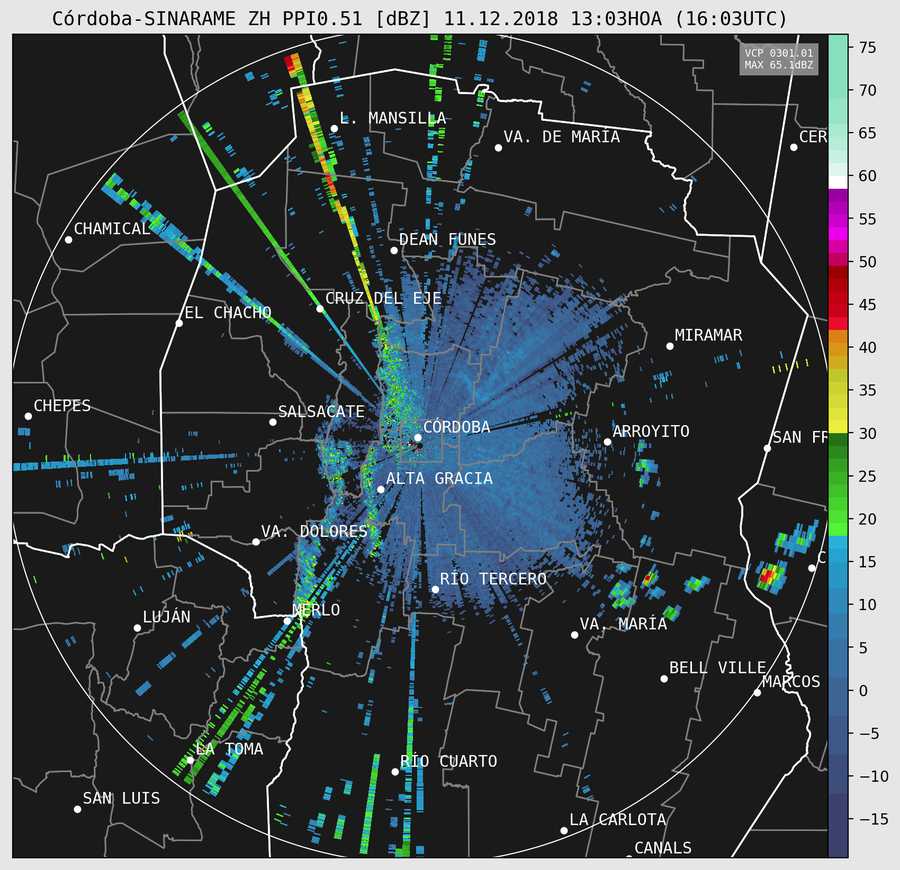 Córdoba-SINARAME ZH PPI0.51 [dBZ] 11.12.2018 13:03HOA (16:03UTC)
VCP 0301.01
MAX 65.1dBZ
75
70
65
60
55
50
45
40
35
30
25
20
15
10
5
0
−5
−10
−15
L. MANSILLA
VA. DE MARÍA
CER
CHAMICAL
DEAN FUNES
CRUZ DEL EJE
EL CHACHO
MIRAMAR
CHEPES
SALSACATE
CÓRDOBA
ARROYITO
SAN FR
ALTA GRACIA
VA. DOLORES
C
RÍO TERCERO
LUJÁN
MERLO
VA. MARÍA
BELL VILLE
MARCOS
LA TOMA
RÍO CUARTO
SAN LUIS
LA CARLOTA
CANALS